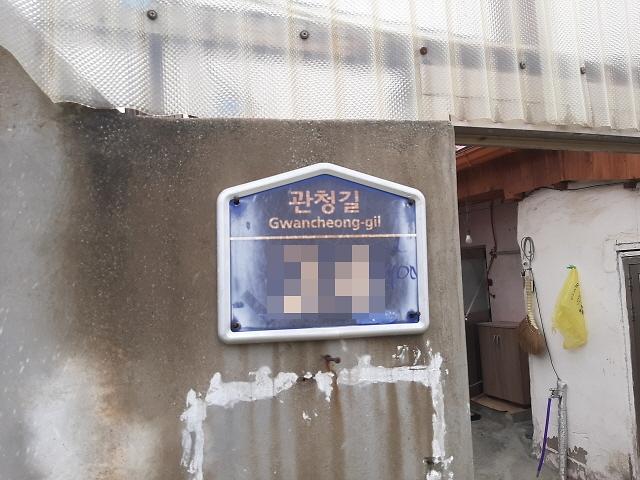 관청길
Gwancheong-gil